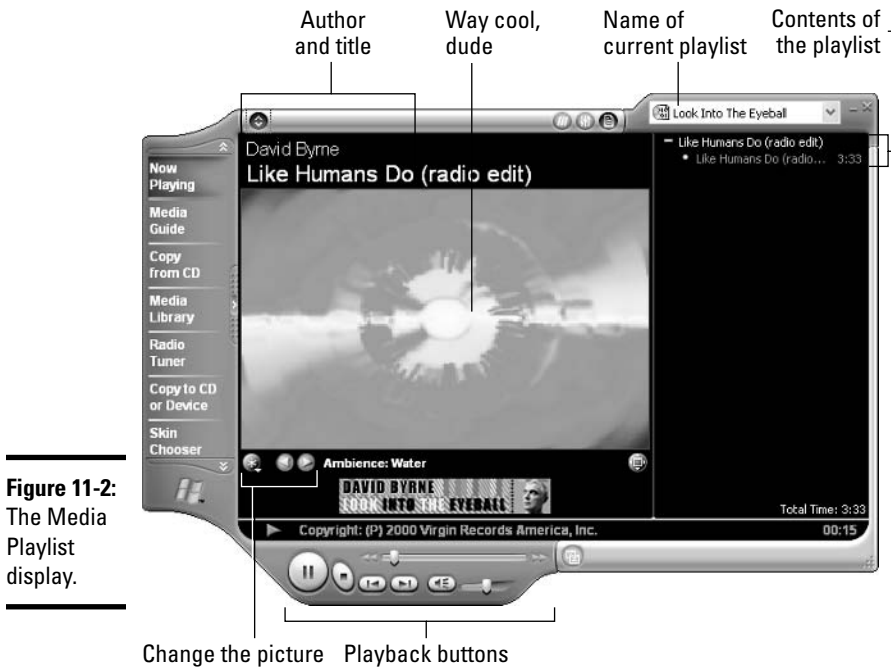 Author
and title
Way cool,
dude
Name of
current playlist
Contents of
the playlist
Look Into The Eyeball
David Byrne
Like Humans Do (radio edit)
Like Humans Do (radio edit)
Like Humans Do (radio... 3:33
Now
Playing
Media
Guide
Copy
from CD
Media
Library
Radio
Tuner
Copy to CD
or Device
Skin
Chooser
Ambience: Water
DAVID BYRNE
LOOK INTO THE EYEBALL
Total Time: 3:33
Copyright: (P) 2000 Virgin Records America, Inc.
00:15
Change the picture
Playback buttons
Figure 11-2:
The Media
Playlist
display.